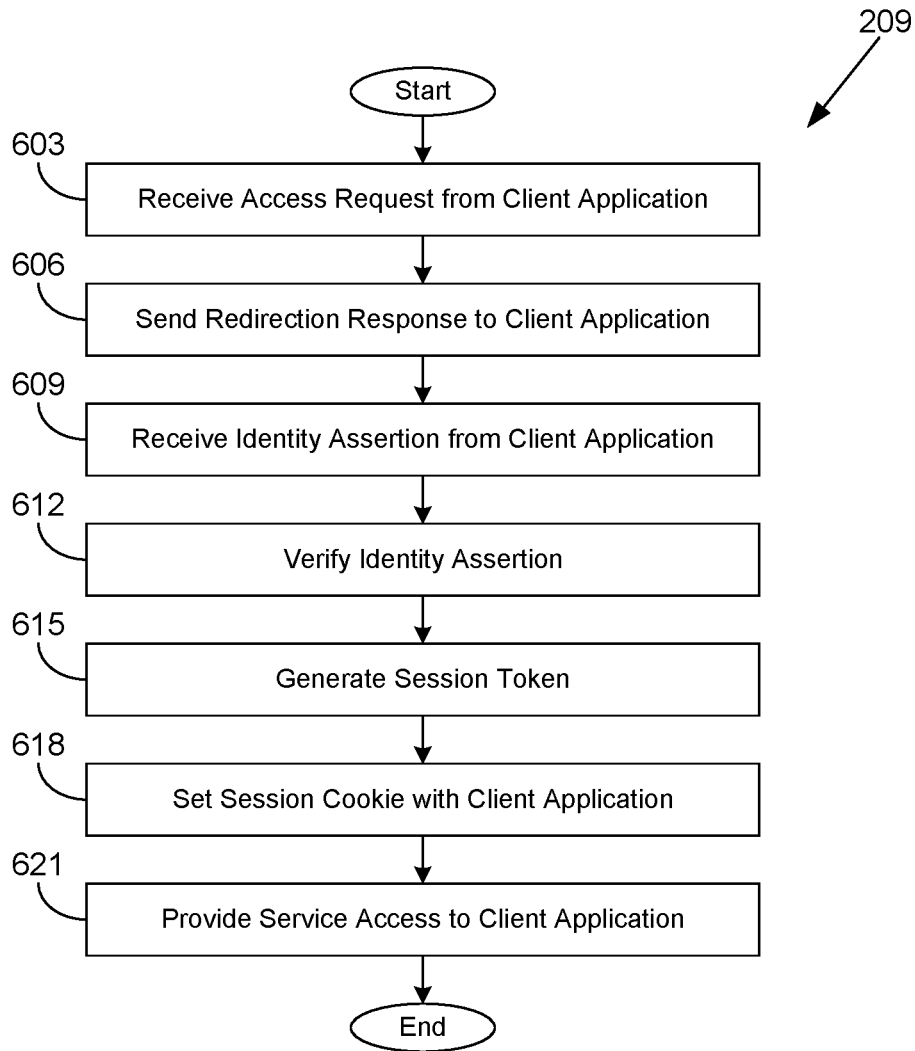 209
Start
603
Receive Access Request from Client Application
606
Send Redirection Response to Client Application
609
Receive Identity Assertion from Client Application
612
Verify Identity Assertion
615
Generate Session Token
618
Set Session Cookie with Client Application
621
Provide Service Access to Client Application
End